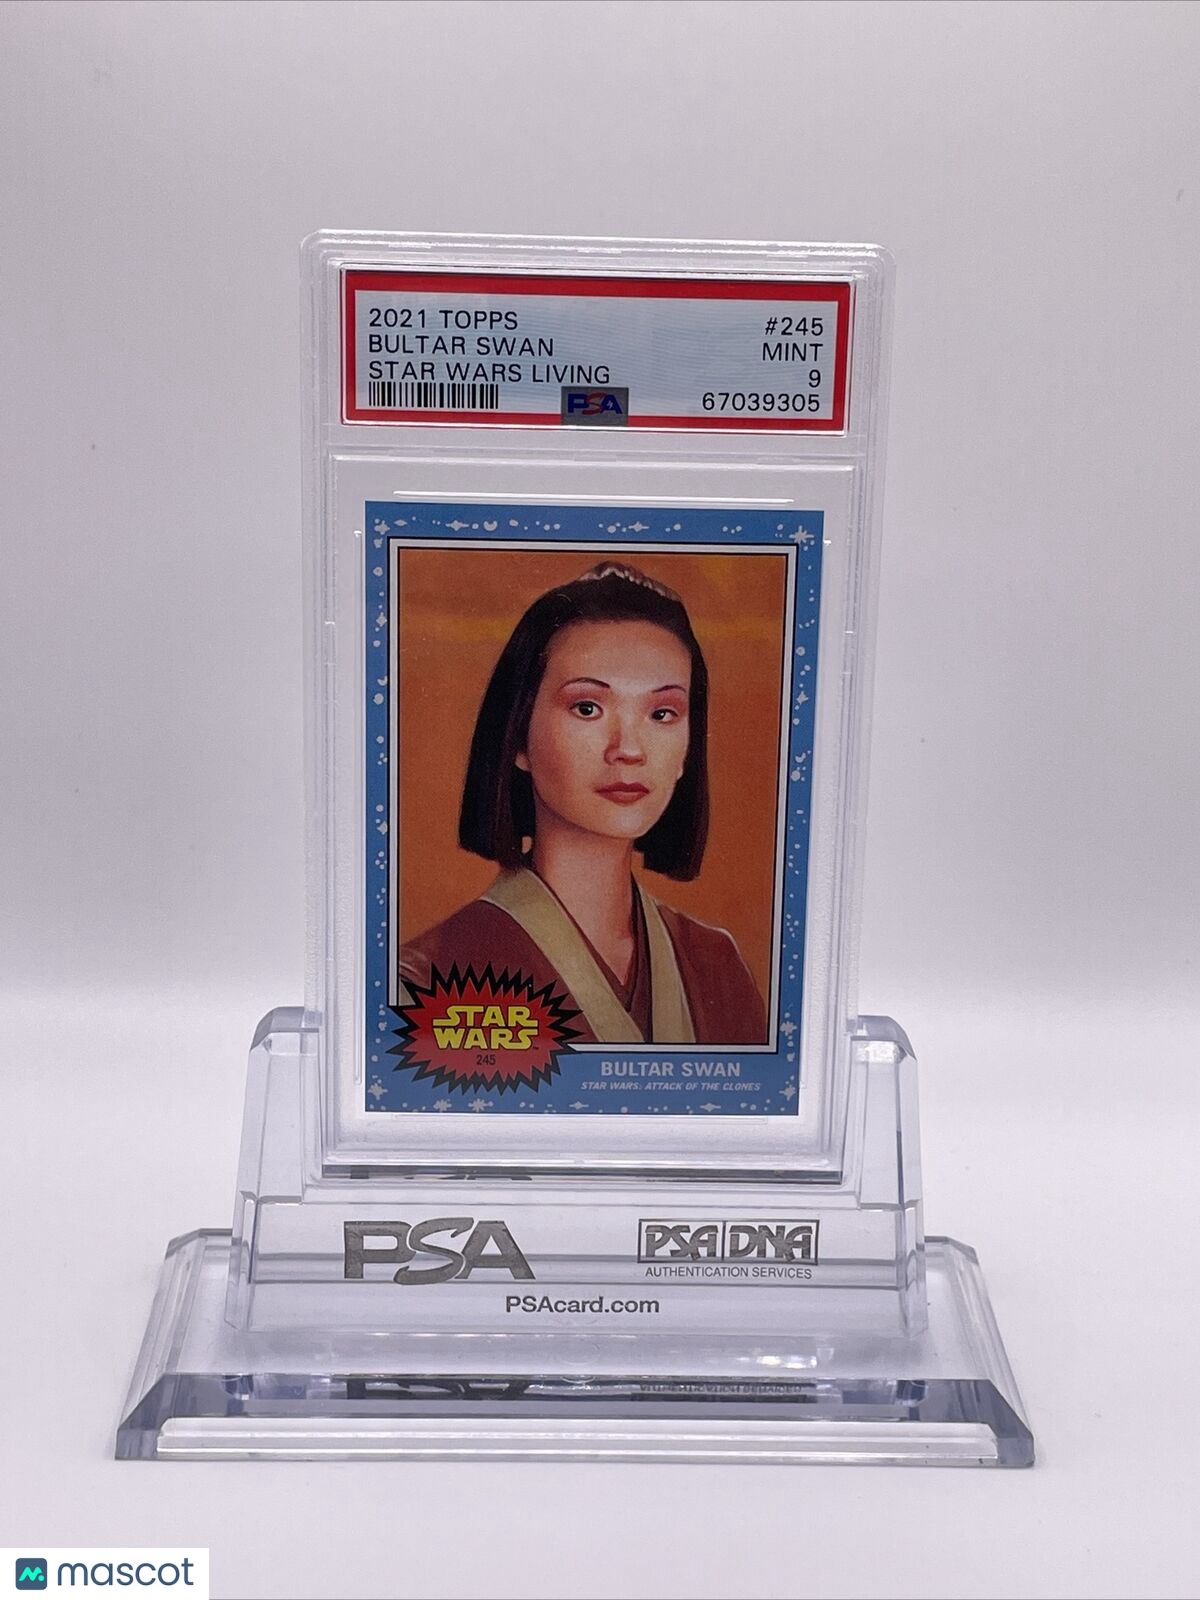 2021 TOPPS #245
BULTAR SWAN MINT
STAR WARS LIVING 9
PSA 67039305
STAR
WARS
245
BULTAR SWAN
STAR WARS: ATTACK OF THE CLONES
PSA PSA DNA
AUTHENTICATION SERVICES
PSAcard.com
mascot